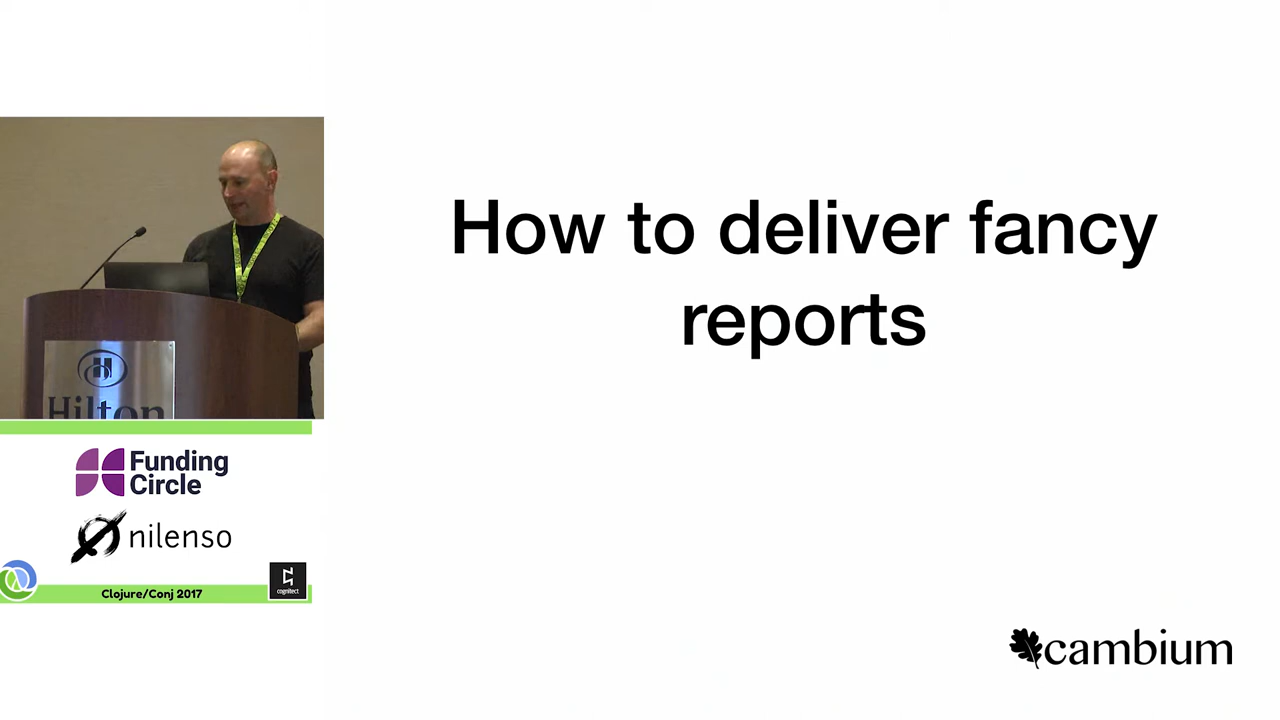 How to deliver fancy
reports
Hilton
Funding
Circle
nilenso
Clojure/Conj 2017
cognitect
cambium